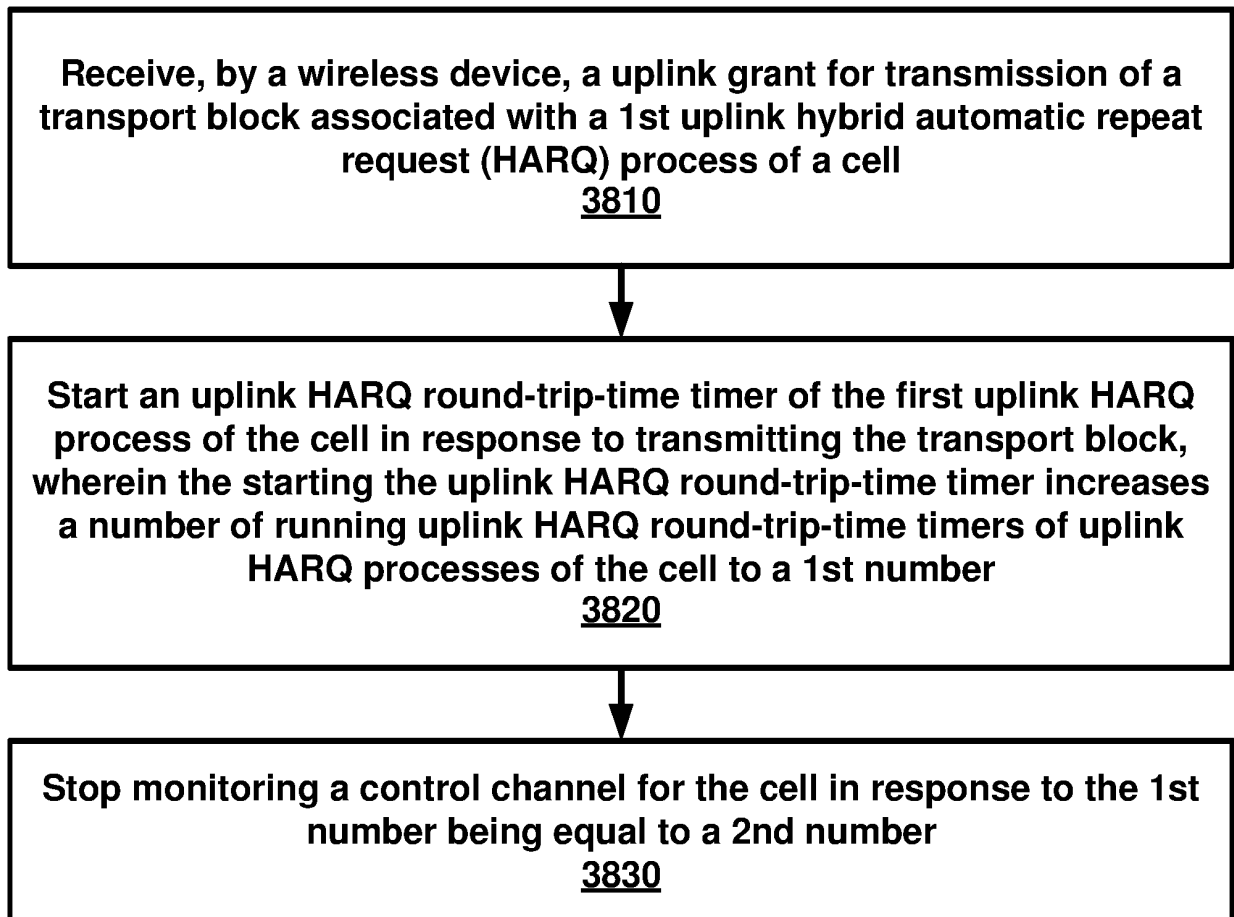 Receive, by a wireless device, a uplink grant for transmission of a
transport block associated with a 1st uplink hybrid automatic repeat
request (HARQ) process of a cell
3810
Start an uplink HARQ round-trip-time timer of the first uplink HARQ
process of the cell in response to transmitting the transport block,
wherein the starting the uplink HARQ round-trip-time timer increases
a number of running uplink HARQ round-trip-time timers of uplink
HARQ processes of the cell to a 1st number
3820
Stop monitoring a control channel for the cell in response to the 1st
number being equal to a 2nd number
3830